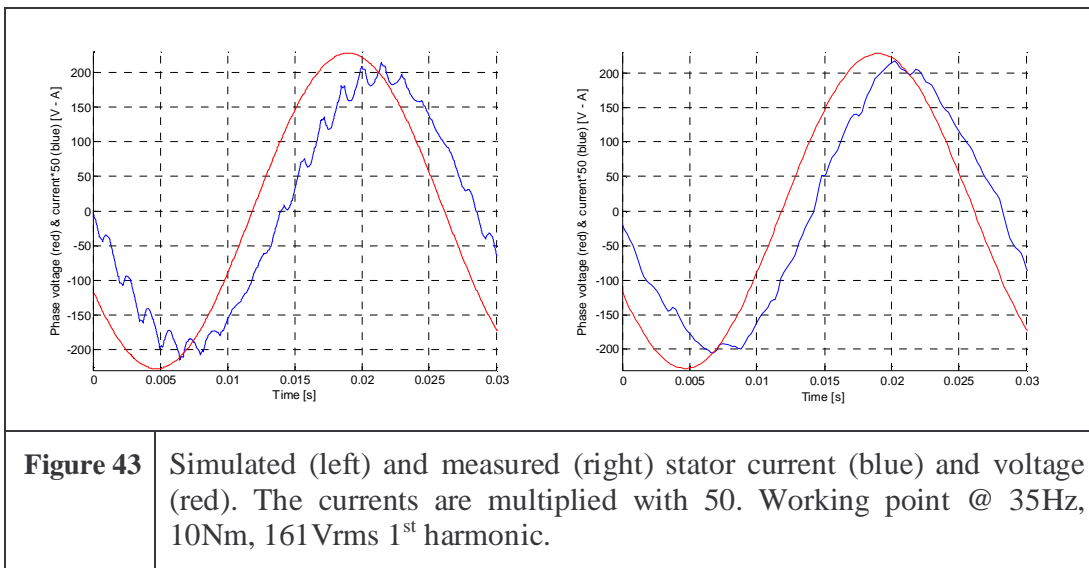 Phase voltage (red) & current*50 (blue) [V - A]
200
150
100
50
0
-50
-100
-150
-200
0 0.005 0.01 0.015 0.02 0.025 0.03
Time [s]
Phase voltage (red) & current*50 (blue) [V - A]
200
150
100
50
0
-50
-100
-150
-200
0 0.005 0.01 0.015 0.02 0.025 0.03
Time [s]
Figure 43
Simulated (left) and measured (right) stator current (blue) and voltage
(red). The currents are multiplied with 50. Working point @ 35Hz,
10Nm, 161Vrms 1st harmonic.